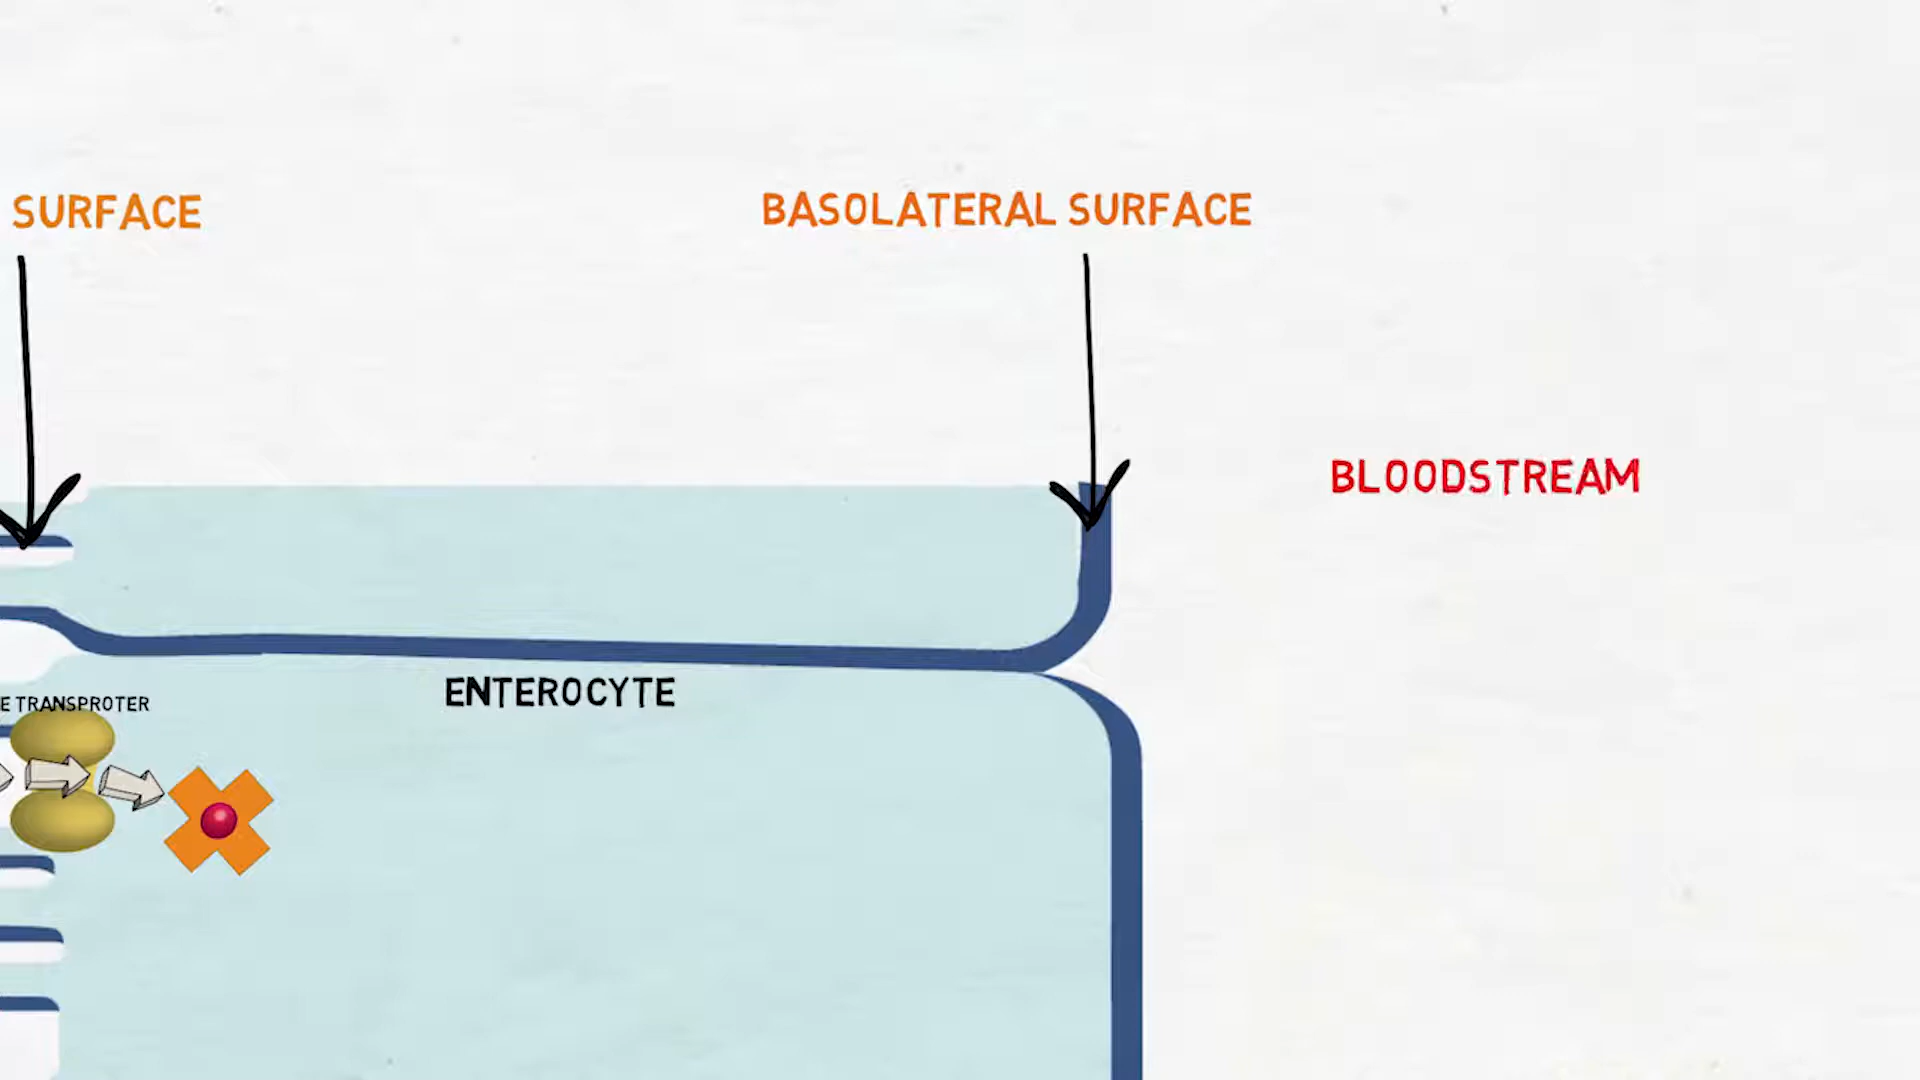 SURFACE
BASOLATERAL SURFACE
BLOODSTREAM
ENTEROCYTE
E TRANSPROTER